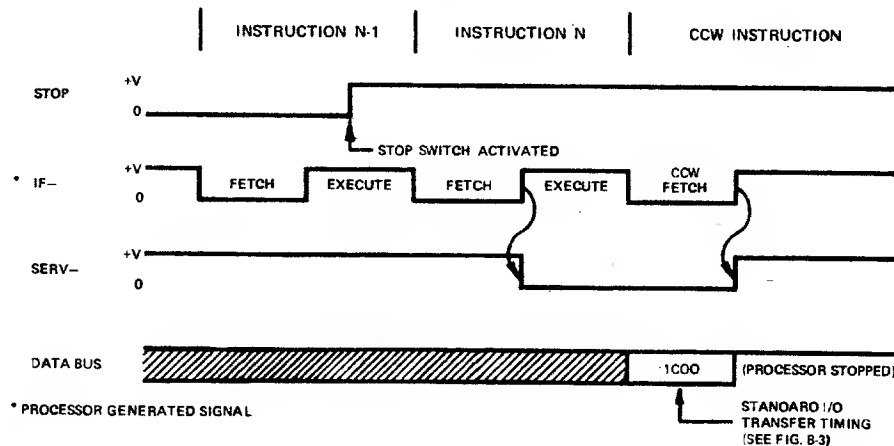 INSTRUCTION N-1 INSTRUCTION N CCW INSTRUCTION
STOP
+V
0
STOP SWITCH ACTIVATED
* IF–
+V
0
FETCH EXECUTE FETCH EXECUTE CCW FETCH
SERV–
+V
0
DATA BUS
1C00
(PROCESSOR STOPPED)
* PROCESSOR GENERATED SIGNAL
STANOARO I/O
TRANSFER TIMING
(SEE FIG. B-3)